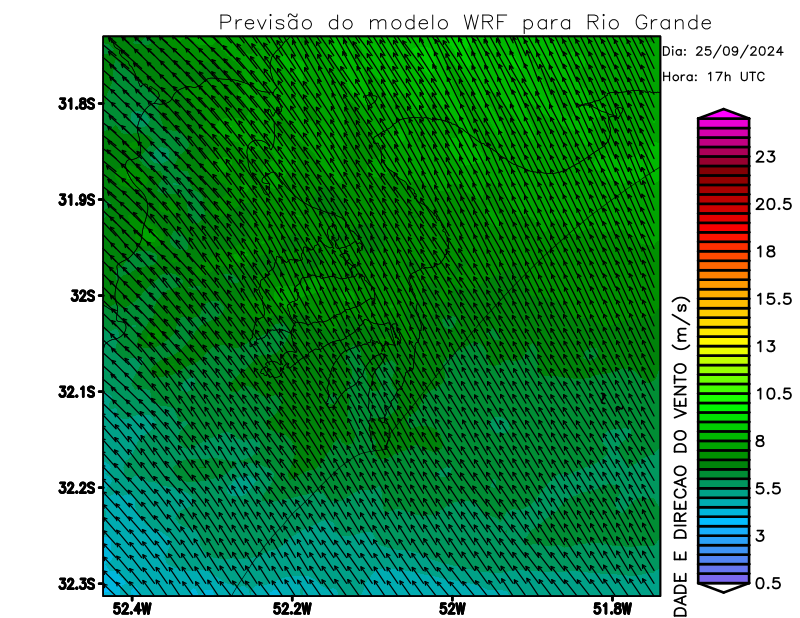 Previsão do modelo WRF para Rio Grande
Dia: 25/09/2024
Hora: 17h UTC
31.8S
31.9S
32S
32.1S
32.2S
32.3S
52.4W
52.2W
52W
51.8W
23
20.5
18
15.5
13
10.5
8
5.5
3
0.5
DADE E DIRECAO DO VENTO (m/s)